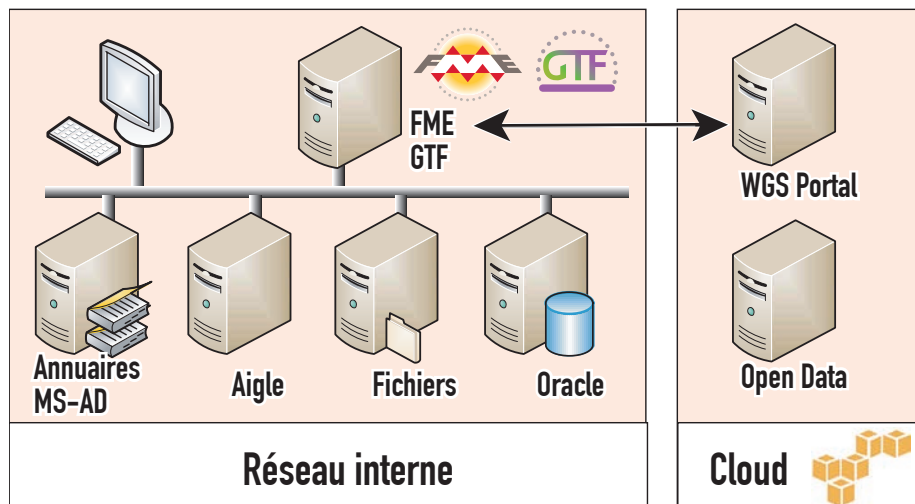 FME
GTF
FME
GTF
WGS Portal
Annuaires
MS-AD
Aigle
Fichiers
Oracle
Open Data
Réseau interne
Cloud